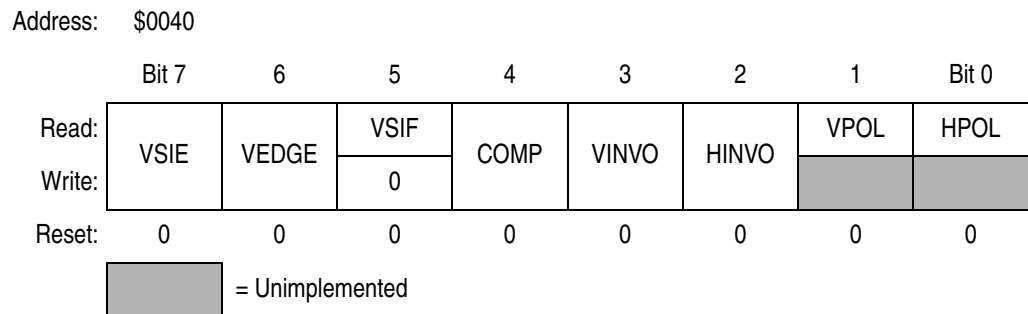 Address: $0040
Bit 7 6 5 4 3 2 1 Bit 0
Read: VSIE VEDGE VSIF COMP VINVO HINVO VPOL HPOL
Write: 0
Reset: 0 0 0 0 0 0 0 0
= Unimplemented